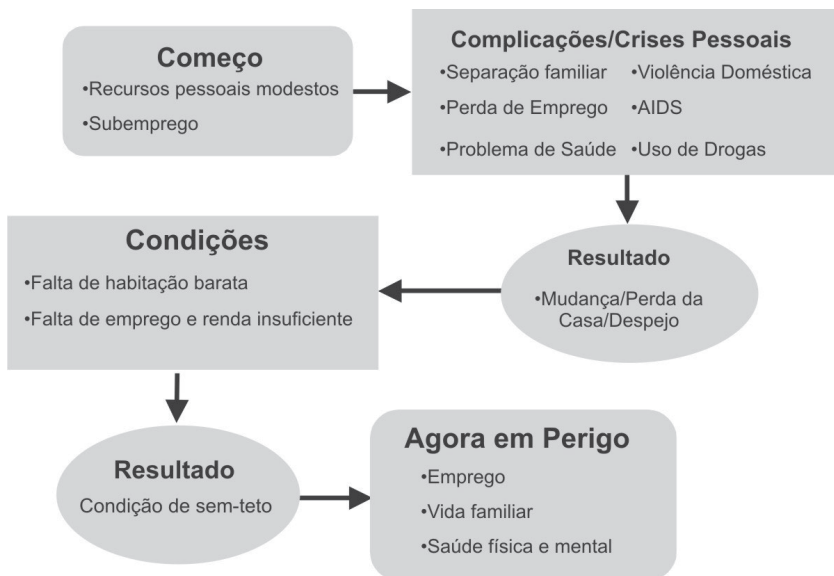 Começo
•Recursos pessoais modestos
•Subemprego
Complicações/Crises Pessoais
•Separação familiar •Violência Doméstica
•Perda de Emprego •AIDS
•Problema de Saúde •Uso de Drogas
Resultado
•Mudança/Perda da
Casa/Despejo
Condições
•Falta de habitação barata
•Falta de emprego e renda insuficiente
Resultado
Condição de sem-teto
Agora em Perigo
•Emprego
•Vida familiar
•Saúde física e mental